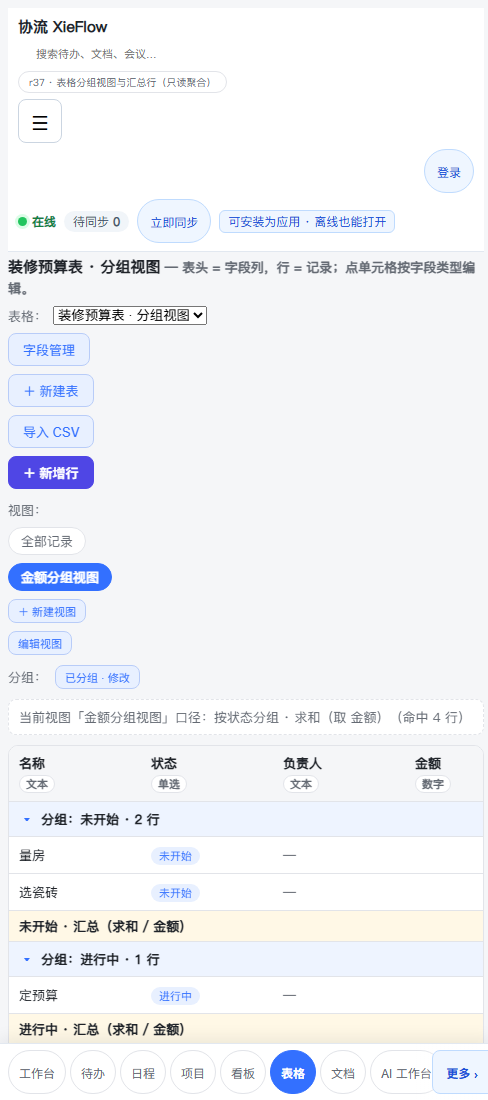 协流 XieFlow
搜索待办、文档、会议…
r37 · 表格分组视图与汇总行（只读聚合）
☰
登录
在线 待同步 0 立即同步 可安装为应用 · 离线也能打开
装修预算表 · 分组视图 — 表头 = 字段列，行 = 记录；点单元格按字段类型编
辑。
表格： 装修预算表 · 分组视图
字段管理
＋ 新建表
导入 CSV
＋ 新增行
视图：
全部记录
金额分组视图
＋ 新建视图
编辑视图
分组： 已分组 · 修改
当前视图「金额分组视图」口径：按状态分组 · 求和（取 金额）（命中 4 行）
名称 状态 负责人 金额
文本 单选 文本 数字
分组：未开始 · 2 行
量房 未开始 —
选瓷砖 未开始 —
未开始 · 汇总（求和 / 金额）
分组：进行中 · 1 行
定预算 进行中 —
进行中 · 汇总（求和 / 金额）
工作台 待办 日程 项目 看板 表格 文档 AI 工作台 更多 ›